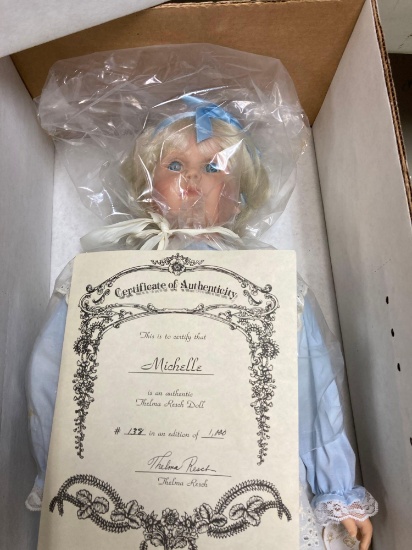 Certificate of Authenticity
This is to certify that
Michelle
is an authentic
Thelma Resch Doll
# 138 in an edition of 1,000
Thelma Resch
Thelma Resch